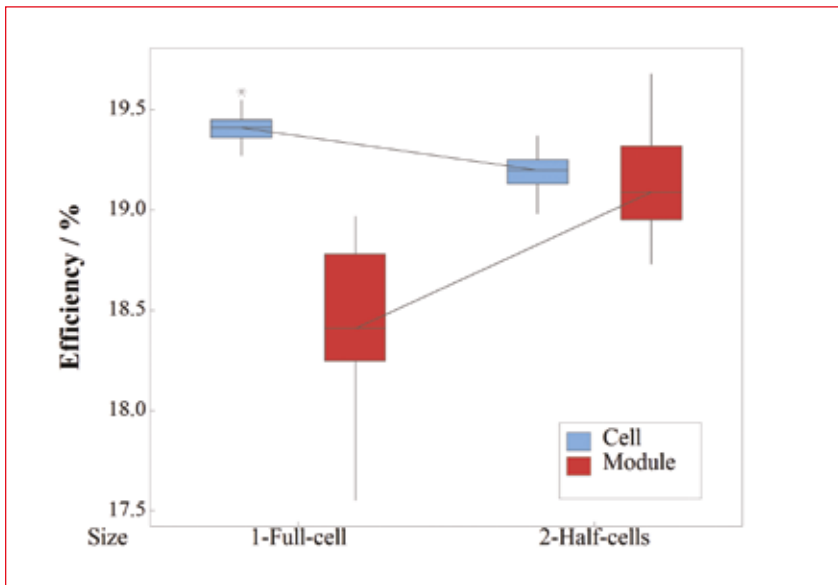 Efficiency / %
19.5
19.0
18.5
18.0
17.5
Cell
Module
Size 1-Full-cell 2-Half-cells